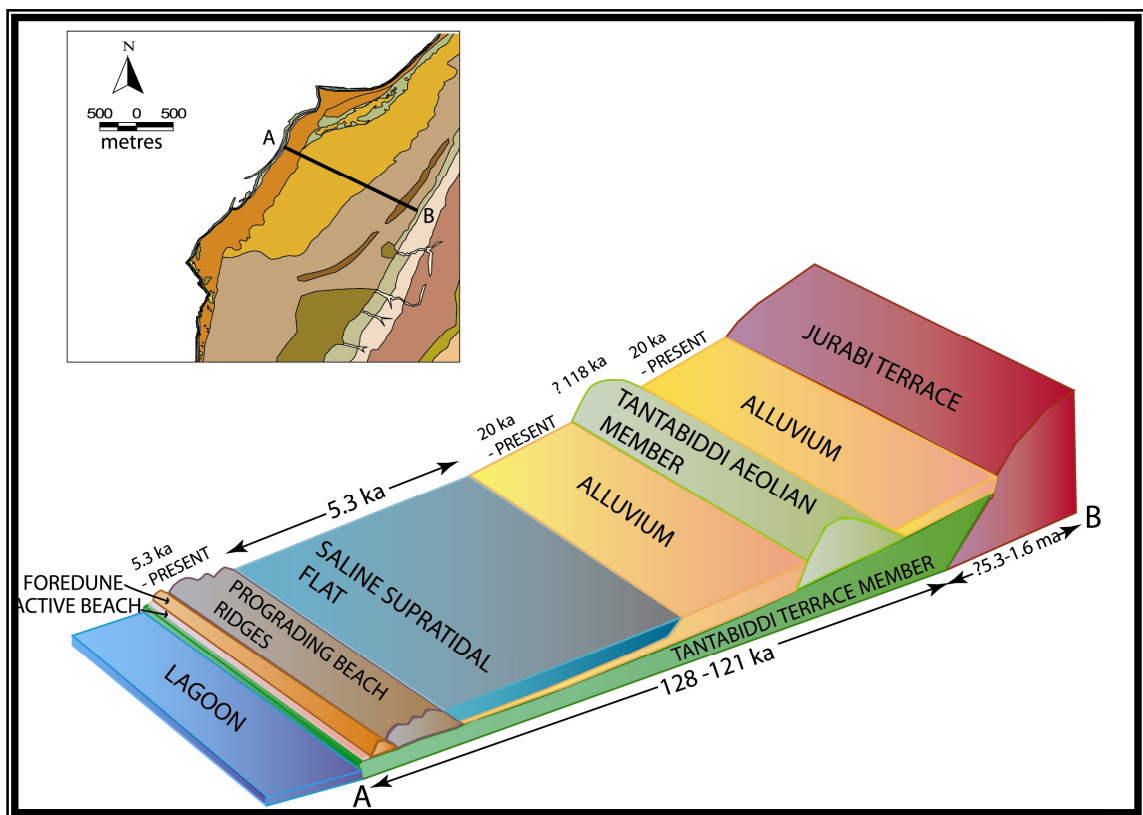 N
500 0 500
metres
A
B
JURABI TERRACE
20 ka
- PRESENT
? 118 ka
ALLUVIUM
TANTABIDDI AEOLIAN
MEMBER
20 ka
- PRESENT
ALLUVIUM
5.3 ka
B
?5.3-1.6 ma
SALINE SUPRATIDAL
FLAT
5.3 ka
- PRESENT
FOREDUNE
ACTIVE BEACH
PROGRADING BEACH
RIDGES
TANTABIDDI TERRACE MEMBER
128 -121 ka
LAGOON
A